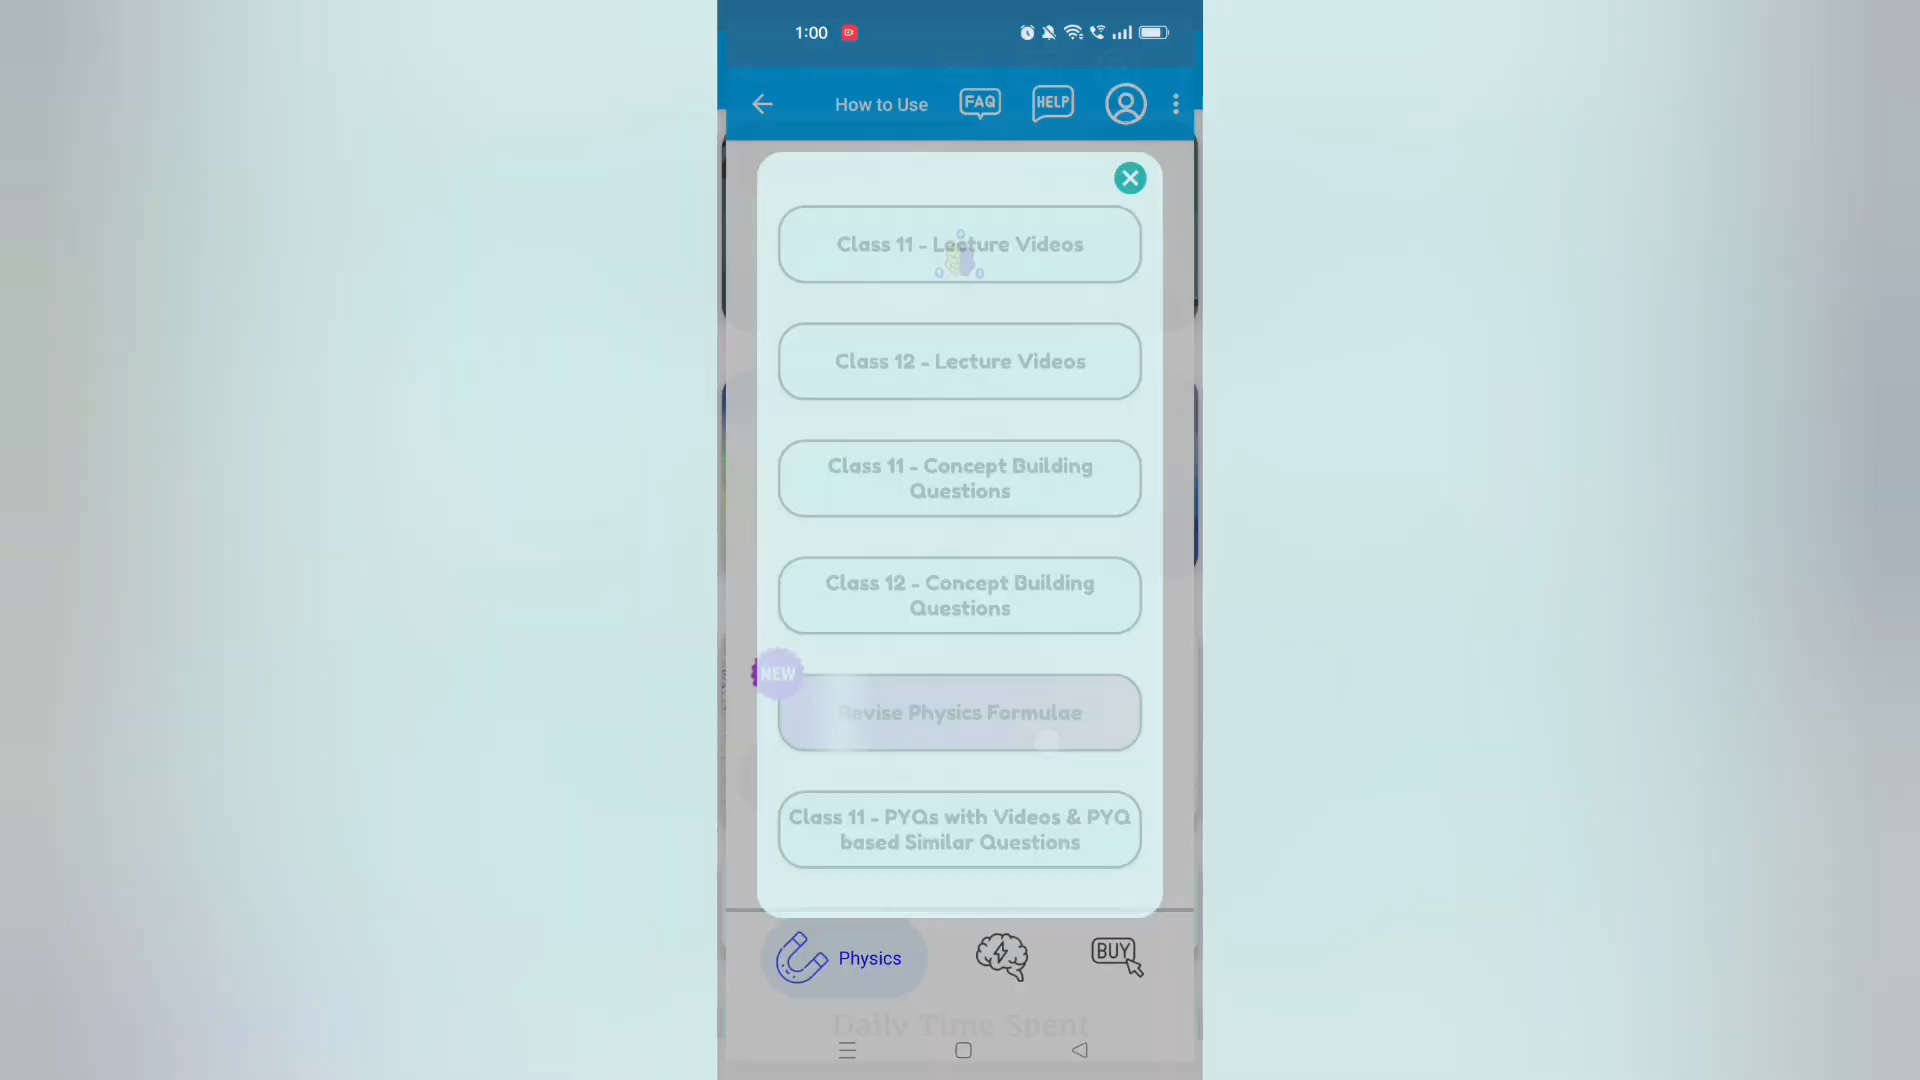 1:00
How to Use
FAQ
HELP
Class 11 - Lecture Videos
Class 12 - Lecture Videos
Class 11 - Concept Building
Questions
Class 12 - Concept Building
Questions
NEW
Revise Physics Formulae
Class 11 - PYQs with Videos & PYQ
based Similar Questions
Physics
BUY
Daily Time Spent